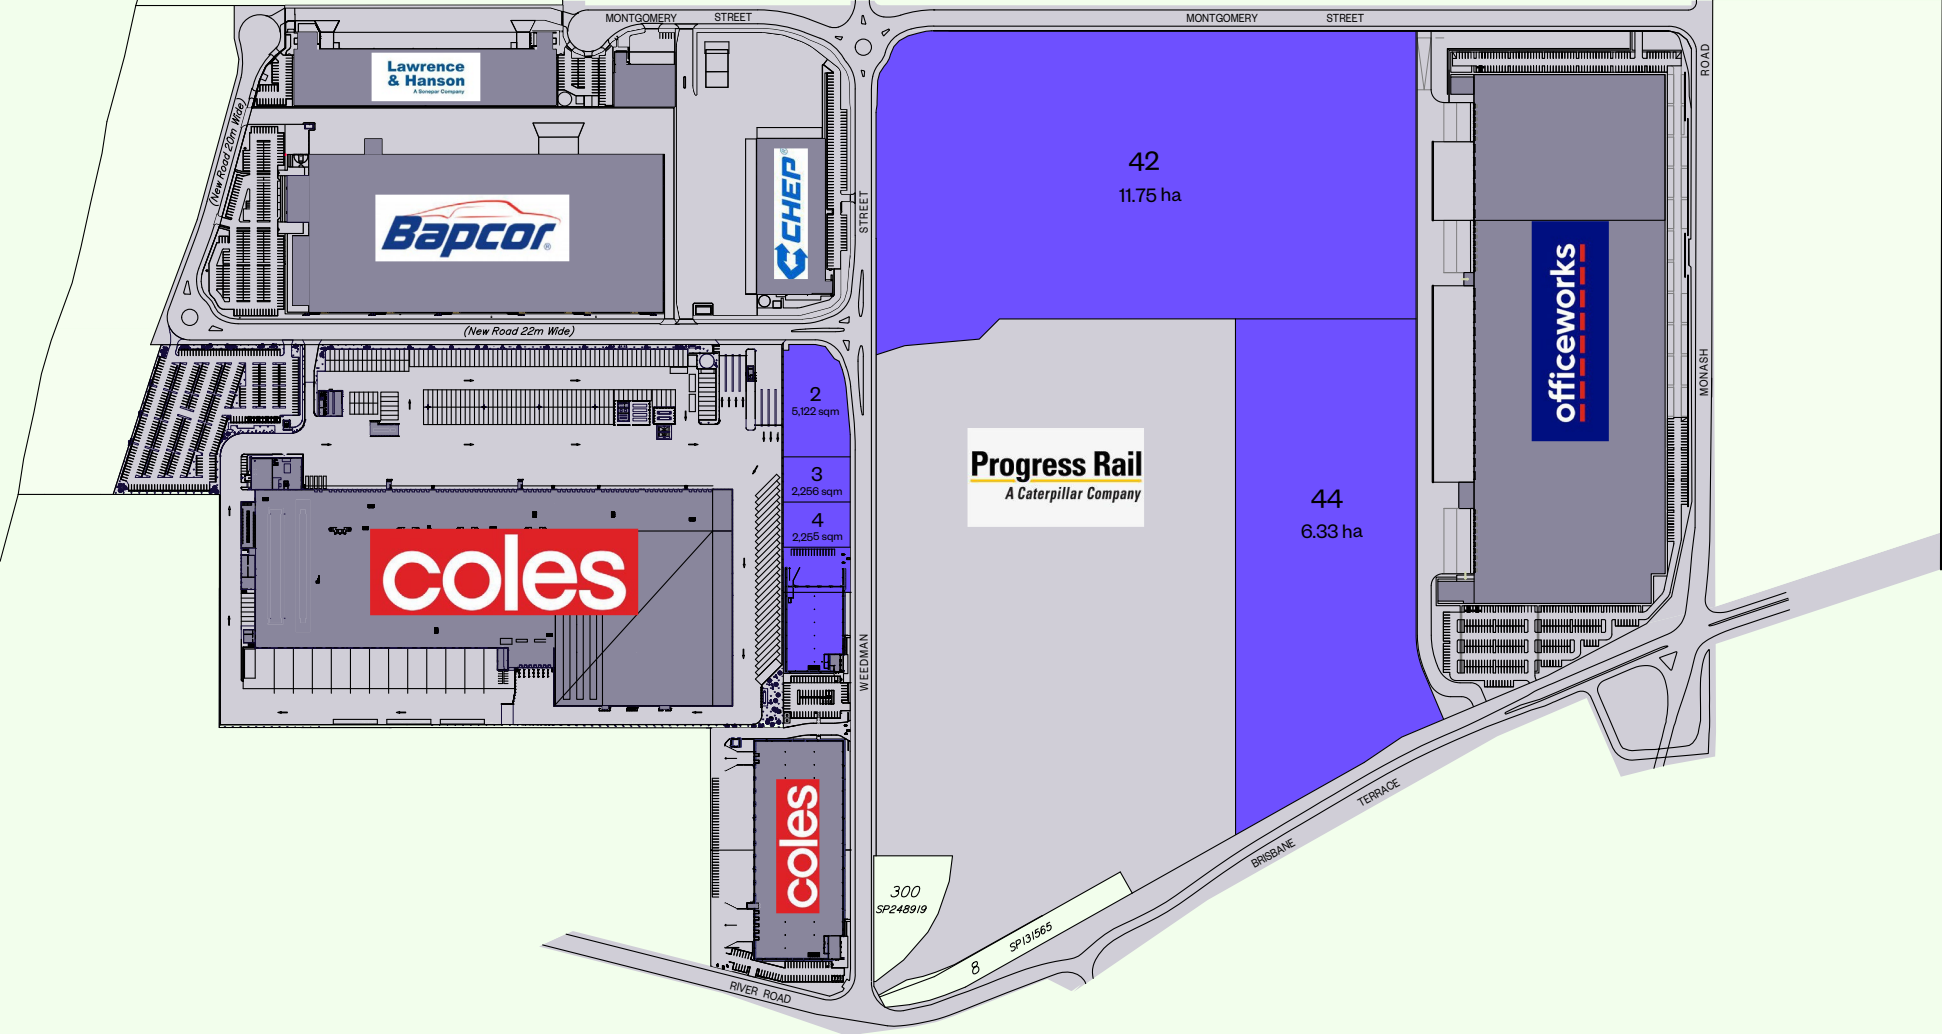 MONTGOMERY STREET
MONTGOMERY STREET
ROAD
Lawrence
& Hanson
A Sonepar Company
(New Road 20m Wide)
Bapcor®
CHEP®
STREET
42
11.75 ha
officeworks
(New Road 22m Wide)
MONASH
2
5,122 sqm
3
2,256 sqm
4
2,255 sqm
Progress Rail
A Caterpillar Company
44
6.33 ha
coles
WEEDMAN
coles
TERRACE
BRISBANE
300
SP248919
SP131565
8
RIVER ROAD